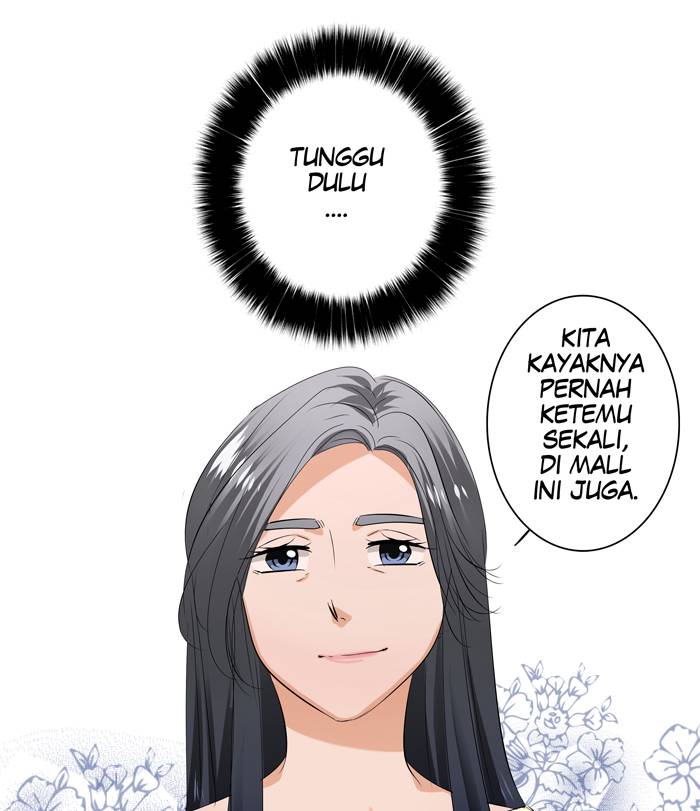 TUNGGU
DULU
....
KITA
KAYAKNYA
PERNAH
KETEMU
SEKALI,
DI MALL
INI JUGA.